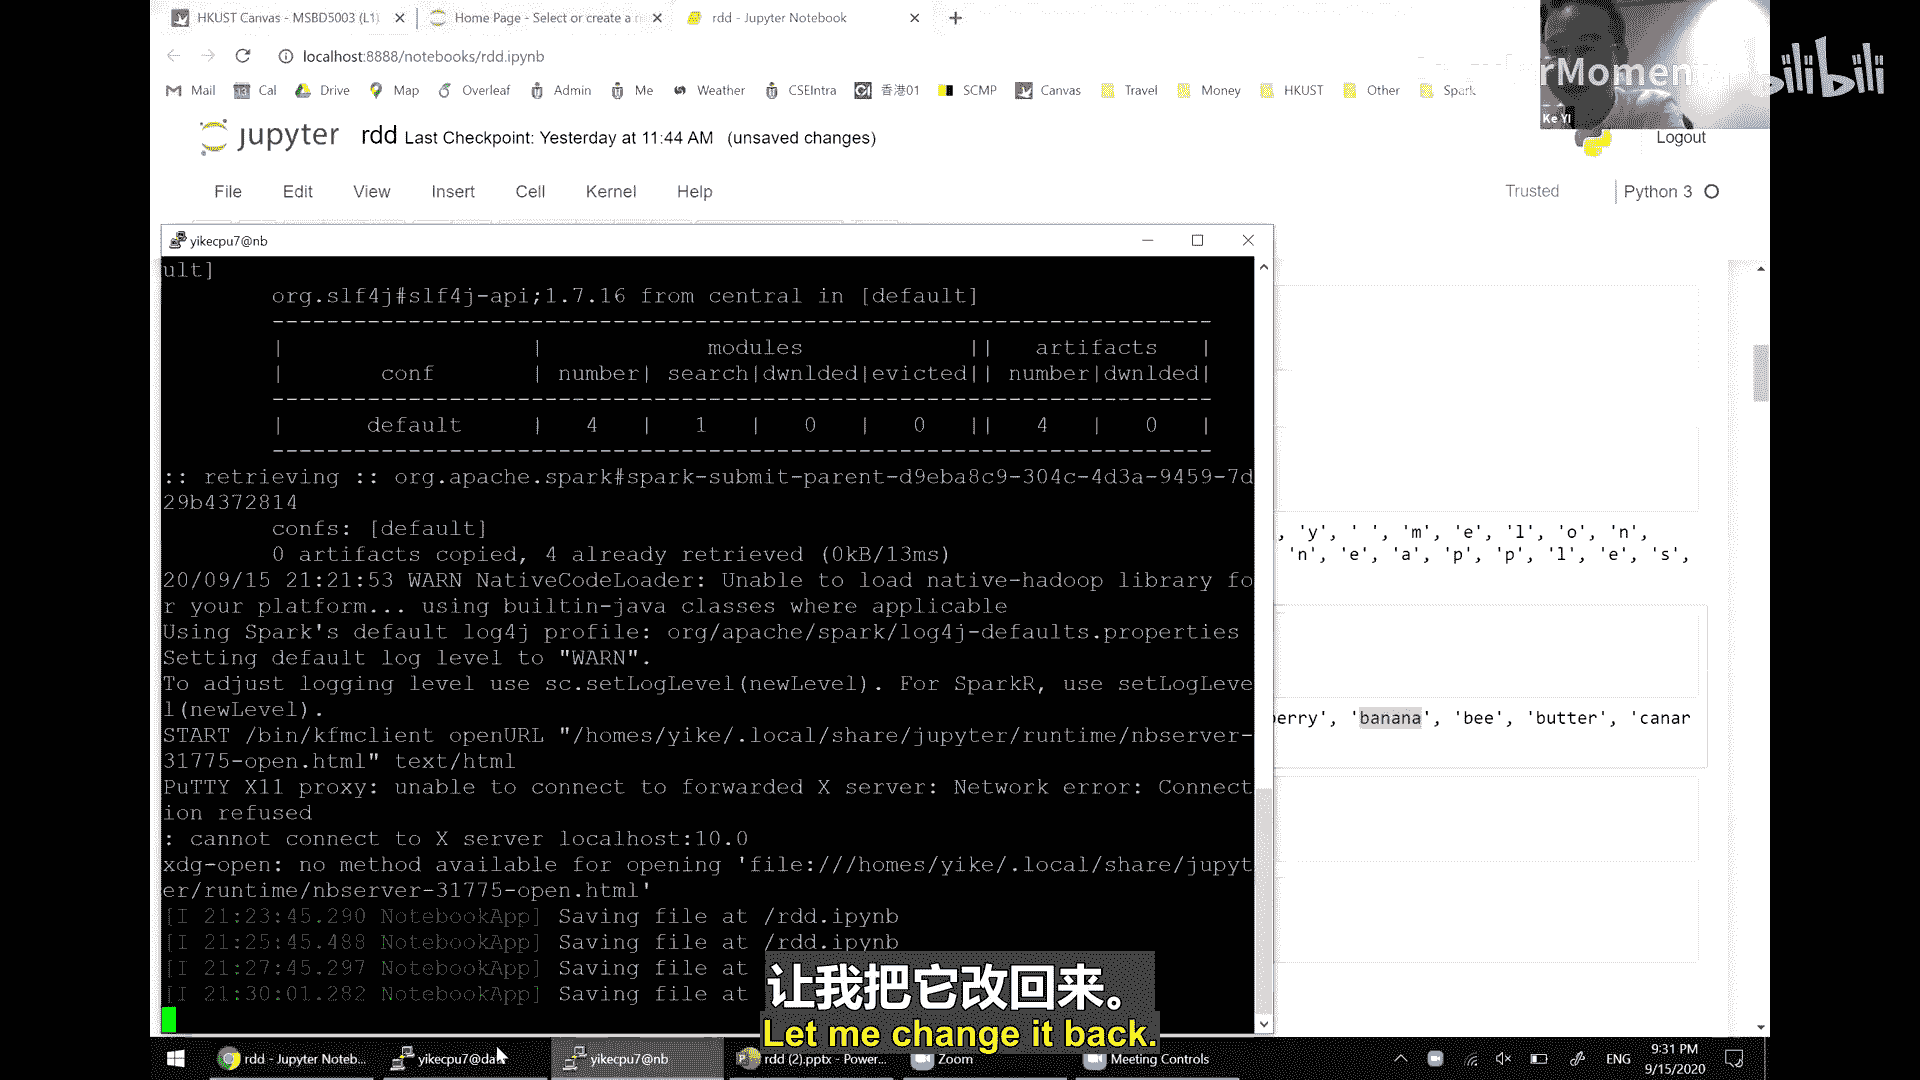 HKUST Canvas - MSBD5003 (L1)
Home Page - Select or create a n
rdd - Jupyter Notebook
localhost:8888/notebooks/rdd.ipynb
Mail Cal Drive Map Overleaf Admin Me Weather CSEIntra 香港01 SCMP Canvas Travel Money HKUST Other Spark
rMoment
bilibili
Ke YI
jupyter rdd Last Checkpoint: Yesterday at 11:44 AM (unsaved changes)
Logout
File Edit View Insert Cell Kernel Help
Trusted
Python 3
yikecpu7@nb
ult]
org.slf4j#slf4j-api;1.7.16 from central in [default]
---------------------------------------------------------------------
| | modules || artifacts |
| conf | number| search|dwnlded|evicted|| number|dwnlded|
---------------------------------------------------------------------
| default | 4 | 1 | 0 | 0 || 4 | 0 |
---------------------------------------------------------------------
:: retrieving :: org.apache.spark#spark-submit-parent-d9eba8c9-304c-4d3a-9459-7d
29b4372814
confs: [default]
0 artifacts copied, 4 already retrieved (0kB/13ms)
20/09/15 21:21:53 WARN NativeCodeLoader: Unable to load native-hadoop library fo
r your platform... using builtin-java classes where applicable
Using Spark's default log4j profile: org/apache/spark/log4j-defaults.properties
Setting default log level to "WARN".
To adjust logging level use sc.setLogLevel(newLevel). For SparkR, use setLogLeve
l(newLevel).
START /bin/kfmclient openURL "/homes/yike/.local/share/jupyter/runtime/nbserver-
31775-open.html" text/html
PuTTY X11 proxy: unable to connect to forwarded X server: Network error: Connect
ion refused
: cannot connect to X server localhost:10.0
xdg-open: no method available for opening 'file:///homes/yike/.local/share/jupyt
er/runtime/nbserver-31775-open.html'
[I 21:23:45.290 NotebookApp] Saving file at /rdd.ipynb
[I 21:25:45.488 NotebookApp] Saving file at /rdd.ipynb
[I 21:27:45.297 NotebookApp] Saving file at
[I 21:30:01.282 NotebookApp] Saving file at
, 'y', ' ', 'm', 'e', 'l', 'o', 'n',
'n', 'e', 'a', 'p', 'p', 'l', 'e', 's',
berry', 'banana', 'bee', 'butter', 'canar
让我把它改回来。
Let me change it back.
rdd - Jupyter Noteb...
yikecpu7@da
yikecpu7@nb
rdd (2).pptx - Power...
Zoom
Meeting Controls
ENG
9:31 PM
9/15/2020